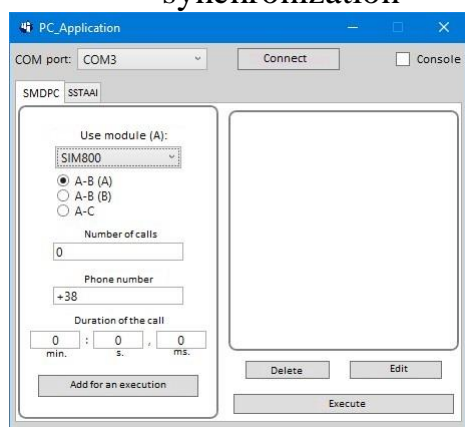 synchronization
PC_Application
COM port: COM3 Connect Console
SMDPC SSTAAI
Use module (A):
SIM800
A-B (A)
A-B (B)
A-C
Number of calls
0
Phone number
+38
Duration of the call
0 : 0 , 0
min. s. ms.
Add for an execution
Delete Edit
Execute